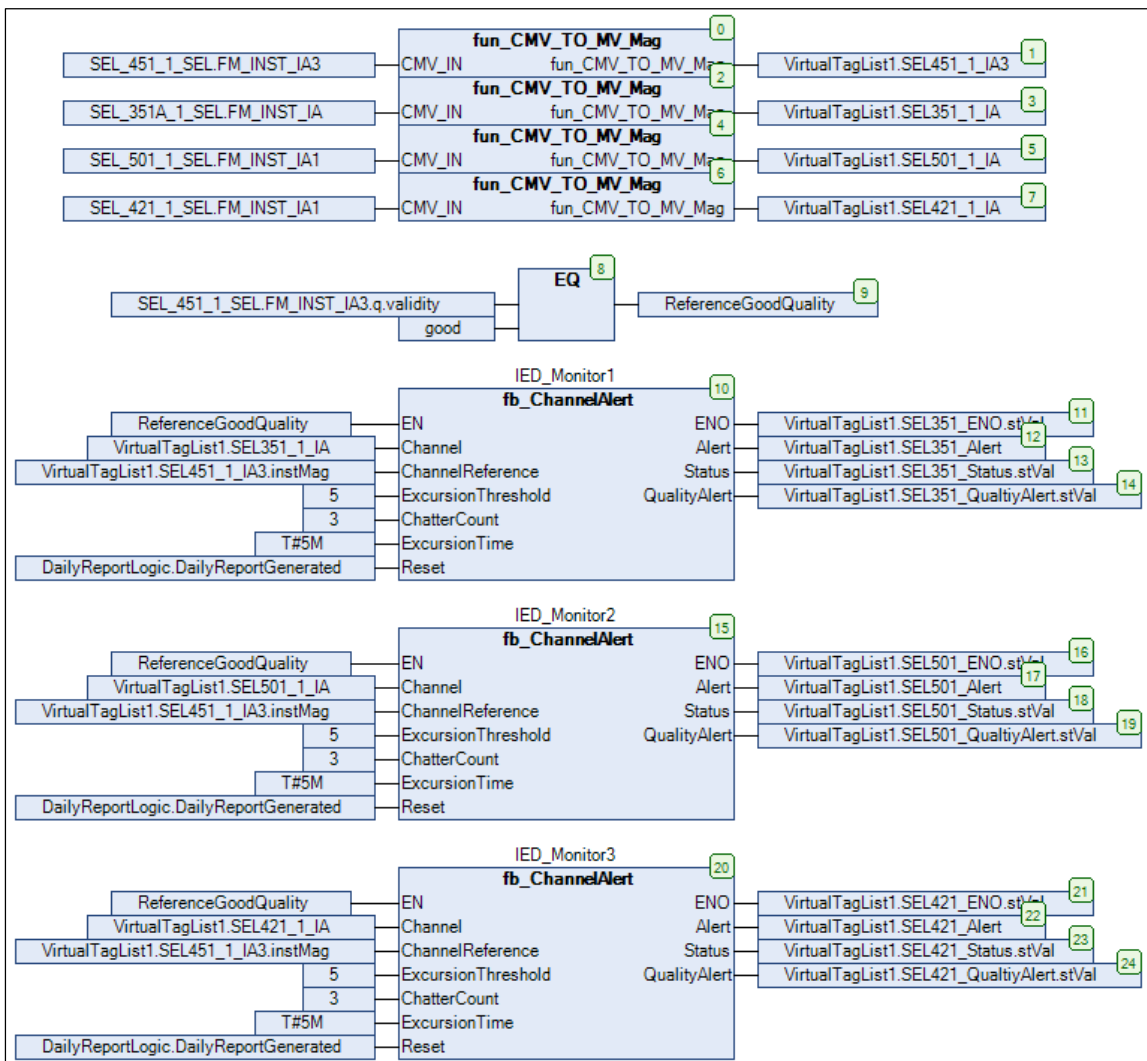 0
fun_CMV_TO_MV_Mag
SEL_451_1_SEL.FM_INST_IA3 CMV_IN fun_CMV_TO_MV_Mag VirtualTagList1.SEL451_1_IA3 1
2
fun_CMV_TO_MV_Mag
SEL_351A_1_SEL.FM_INST_IA CMV_IN fun_CMV_TO_MV_Mag VirtualTagList1.SEL351_1_IA 3
4
fun_CMV_TO_MV_Mag
SEL_501_1_SEL.FM_INST_IA1 CMV_IN fun_CMV_TO_MV_Mag VirtualTagList1.SEL501_1_IA 5
6
fun_CMV_TO_MV_Mag
SEL_421_1_SEL.FM_INST_IA1 CMV_IN fun_CMV_TO_MV_Mag VirtualTagList1.SEL421_1_IA 7
8
EQ
SEL_451_1_SEL.FM_INST_IA3.q.validity ReferenceGoodQuality 9
good
IED_Monitor1
fb_ChannelAlert 10
ReferenceGoodQuality EN ENO VirtualTagList1.SEL351_ENO.stVal 11
VirtualTagList1.SEL351_1_IA Channel Alert VirtualTagList1.SEL351_Alert 12
VirtualTagList1.SEL451_1_IA3.instMag ChannelReference Status VirtualTagList1.SEL351_Status.stVal 13
5 ExcursionThreshold QualityAlert VirtualTagList1.SEL351_QualtiyAlert.stVal 14
3 ChatterCount
T#5M ExcursionTime
DailyReportLogic.DailyReportGenerated Reset
IED_Monitor2
fb_ChannelAlert 15
ReferenceGoodQuality EN ENO VirtualTagList1.SEL501_ENO.stVal 16
VirtualTagList1.SEL501_1_IA Channel Alert VirtualTagList1.SEL501_Alert 17
VirtualTagList1.SEL451_1_IA3.instMag ChannelReference Status VirtualTagList1.SEL501_Status.stVal 18
5 ExcursionThreshold QualityAlert VirtualTagList1.SEL501_QualtiyAlert.stVal 19
3 ChatterCount
T#5M ExcursionTime
DailyReportLogic.DailyReportGenerated Reset
IED_Monitor3
fb_ChannelAlert 20
ReferenceGoodQuality EN ENO VirtualTagList1.SEL421_ENO.stVal 21
VirtualTagList1.SEL421_1_IA Channel Alert VirtualTagList1.SEL421_Alert 22
VirtualTagList1.SEL451_1_IA3.instMag ChannelReference Status VirtualTagList1.SEL421_Status.stVal 23
5 ExcursionThreshold QualityAlert VirtualTagList1.SEL421_QualtiyAlert.stVal 24
3 ChatterCount
T#5M ExcursionTime
DailyReportLogic.DailyReportGenerated Reset